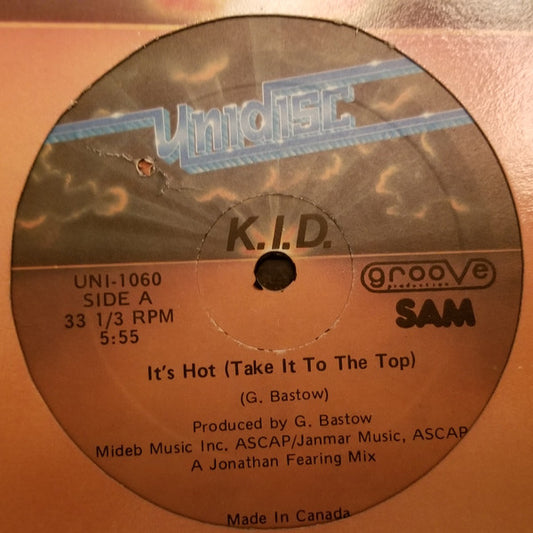 Unidisc
K.I.D.
UNI-1060
SIDE A
33 1/3 RPM
5:55
groove
production
SAM
It's Hot (Take It To The Top)
(G. Bastow)
Produced by G. Bastow
Mideb Music Inc. ASCAP/Janmar Music, ASCAP
A Jonathan Fearing Mix
Made In Canada